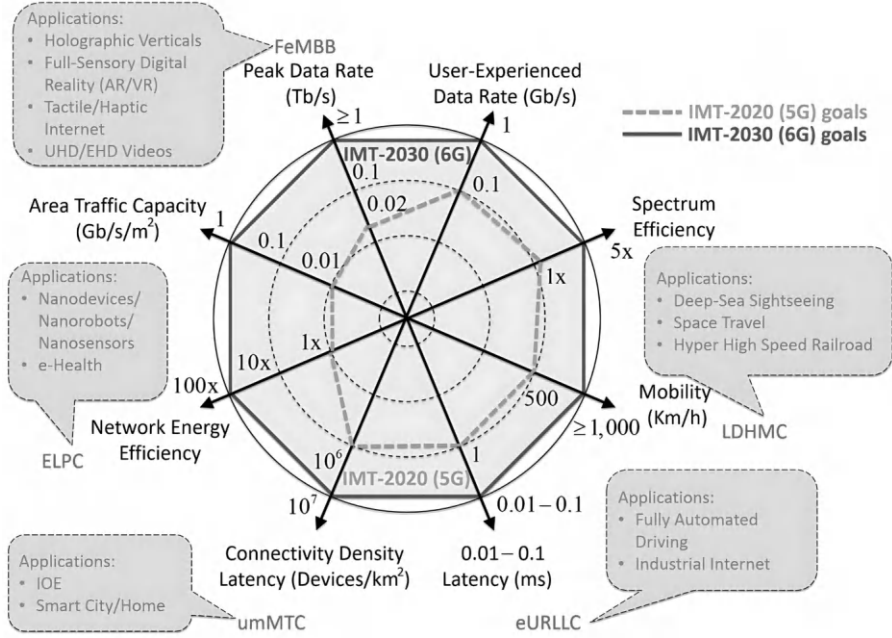 Applications:
• Holographic Verticals
• Full-Sensory Digital
Reality (AR/VR)
• Tactile/Haptic
Internet
• UHD/EHD Videos
FeMBB
Peak Data Rate
(Tb/s)
≥1
0.1
0.02
User-Experienced
Data Rate (Gb/s)
1
0.1
IMT-2020 (5G) goals
IMT-2030 (6G) goals
IMT-2030 (6G)
Area Traffic Capacity
(Gb/s/m²)
1
0.1
0.01
Spectrum
Efficiency
5x
1x
Applications:
• Nanodevices/
Nanorobots/
Nanosensors
• e-Health
ELPC
Applications:
• Deep-Sea Sightseeing
• Space Travel
• Hyper High Speed Railroad
LDHMC
1x
10x
100x
Network Energy
Efficiency
500
≥1,000
Mobility
(Km/h)
10⁶
10⁷
IMT-2020 (5G)
1
0.01–0.1
Connectivity Density
Latency (Devices/km²)
0.01–0.1
Latency (ms)
Applications:
• IOE
• Smart City/Home
umMTC
Applications:
• Fully Automated
Driving
• Industrial Internet
eURLLC